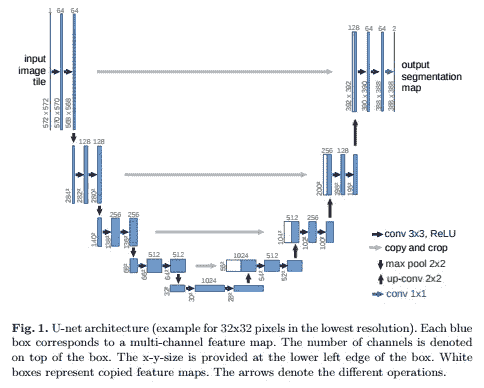 1 64 64
128 64 64 2
input
image
tile
output
segmentation
map
572 x 572
570 x 570
568 x 568
392 x 392
390 x 390
388 x 388
388 x 388
128 128
256 128
284²
282²
280²
200²
198²
196²
256 256
512 256
140²
138²
136²
104²
102²
100²
512 512
1024 512
68²
66²
64²
56²
54²
52²
1024
32²
30²
28²
conv 3x3, ReLU
copy and crop
max pool 2x2
up-conv 2x2
conv 1x1
Fig. 1. U-net architecture (example for 32x32 pixels in the lowest resolution). Each blue
box corresponds to a multi-channel feature map. The number of channels is denoted
on top of the box. The x-y-size is provided at the lower left edge of the box. White
boxes represent copied feature maps. The arrows denote the different operations.